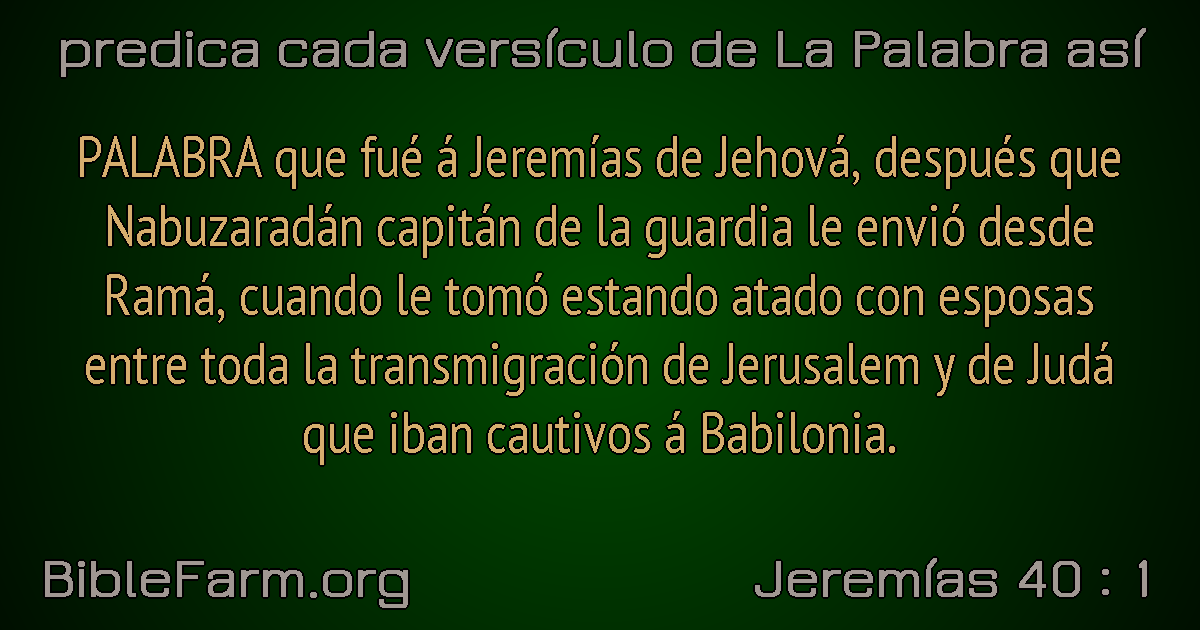 predica cada versículo de La Palabra así
PALABRA que fué á Jeremías de Jehová, después que
Nabuzaradán capitán de la guardia le envió desde
Ramá, cuando le tomó estando atado con esposas
entre toda la transmigración de Jerusalem y de Judá
que iban cautivos á Babilonia.
BibleFarm.org
Jeremías 40 : 1